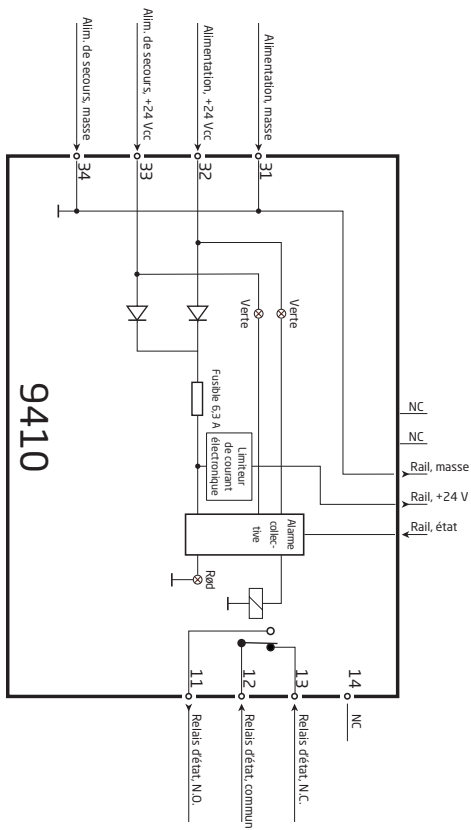 Alim. de secours, masse
Alim. de secours, +24 Vcc
Alimentation, +24 Vcc
Alimentation, masse
34
33
32
31
Verte
Verte
NC
NC
Rail, masse
Rail, +24 V
Rail, état
Fusible 6,3 A
Limiteur
de courant
électronique
Alarme
collec-
tive
Rød
9410
11
12
13
14
Relais d'état, N.O.
Relais d'état, commun
Relais d'état, N.C.
NC